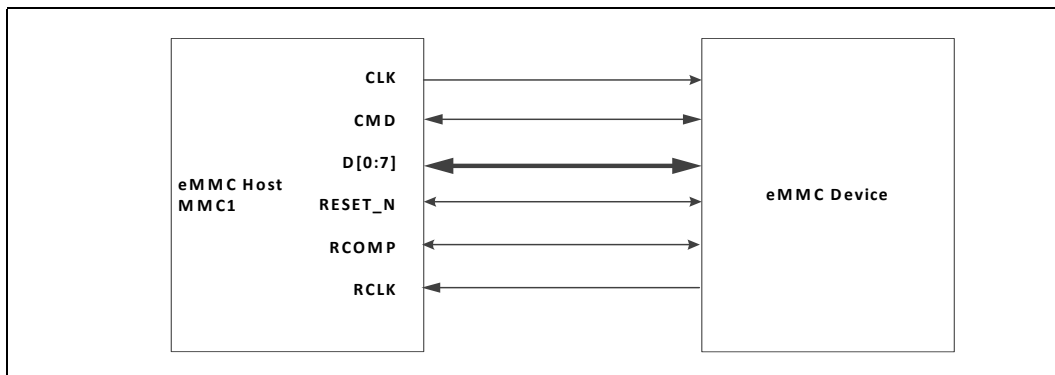 CLK
CMD
D[0:7]
eMMC Host
MMC1
RESET_N
RCOMP
RCLK
eMMC Device